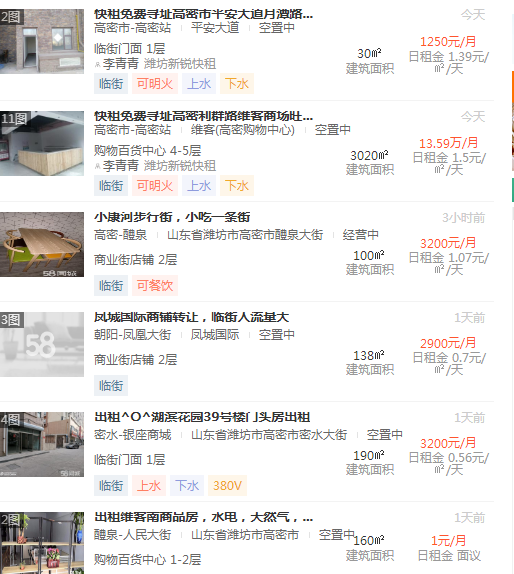 2图
快租免费寻址高密市平安大道月潭路...
今天
高密市-高密站 平安大道 空置中
临街门面 1层
李青青 潍坊新锐快租
临街 可明火 上水 下水
30㎡
建筑面积
1250元/月
日租金 1.39元/
㎡/天
11图
快租免费寻址高密利群路维客商场旺...
今天
高密市-高密站 维客(高密购物中心) 空置中
购物百货中心 4-5层
李青青 潍坊新锐快租
临街 可明火 上水 下水
3020㎡
建筑面积
13.59万/月
日租金 1.5元/
㎡/天
小康河步行街，小吃一条街
3小时前
高密-醴泉 山东省潍坊市高密市醴泉大街 经营中
商业街店铺 2层
临街 可餐饮
100㎡
建筑面积
3200元/月
日租金 1.07元/
㎡/天
58同城
3图
凤城国际商铺转让，临街人流量大
1天前
朝阳-凤凰大街 凤城国际 空置中
商业街店铺 2层
临街
138㎡
建筑面积
2900元/月
日租金 0.7元/
㎡/天
58
4图
出租^O^湖滨花园39号楼门头房出租
1天前
密水-银座商城 山东省潍坊市高密市密水大街 空置中
临街门面 1层
临街 上水 下水 380V
190㎡
建筑面积
3200元/月
日租金 0.56元/
㎡/天
58同城
2图
出租维客南商品房，水电，天然气，...
1天前
醴泉-人民大街 山东省潍坊市高密市 空置中
购物百货中心 1-2层
160㎡
建筑面积
1元/月
日租金 面议